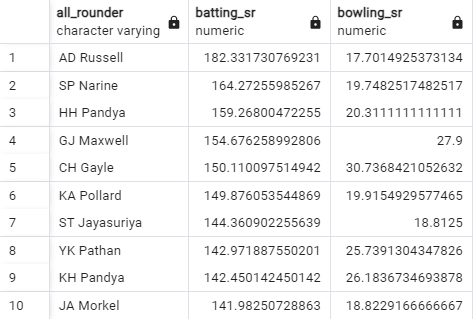 all_rounder batting_sr bowling_sr
character varying numeric numeric
1 AD Russell 182.331730769231 17.7014925373134
2 SP Narine 164.27255985267 19.7482517482517
3 HH Pandya 159.26800472255 20.3111111111111
4 GJ Maxwell 154.676258992806 27.9
5 CH Gayle 150.110097514942 30.7368421052632
6 KA Pollard 149.876053544869 19.9154929577465
7 ST Jayasuriya 144.360902255639 18.8125
8 YK Pathan 142.971887550201 25.7391304347826
9 KH Pandya 142.450142450142 26.1836734693878
10 JA Morkel 141.98250728863 18.8229166666667